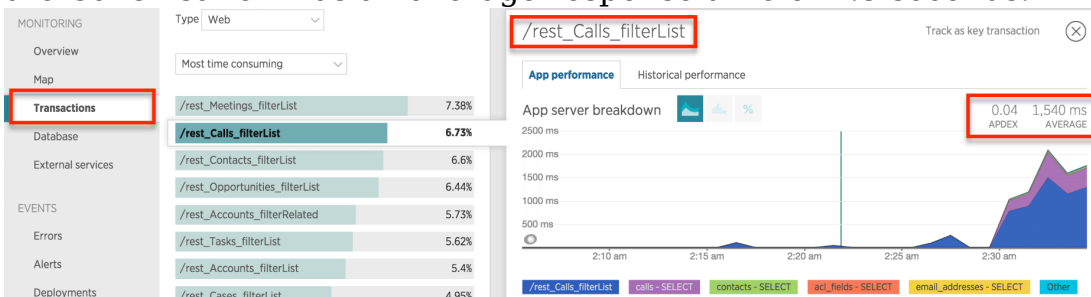 MONITORING
Overview
Map
Transactions
Database
External services
EVENTS
Errors
Alerts
Deployments
Type Web
Most time consuming
/rest_Meetings_filterList 7.38%
/rest_Calls_filterList 6.73%
/rest_Contacts_filterList 6.6%
/rest_Opportunities_filterList 6.44%
/rest_Accounts_filterRelated 5.73%
/rest_Tasks_filterList 5.62%
/rest_Accounts_filterList 5.4%
/rest_Cases_filterList 4.95%
/rest_Calls_filterList
Track as key transaction
App performance Historical performance
App server breakdown %
0.04 1,540 ms
APDEX AVERAGE
2500 ms
2000 ms
1500 ms
1000 ms
500 ms
2:10 am 2:15 am 2:20 am 2:25 am 2:30 am
/rest_Calls_filterList calls - SELECT contacts - SELECT acl_fields - SELECT email_addresses - SELECT Other